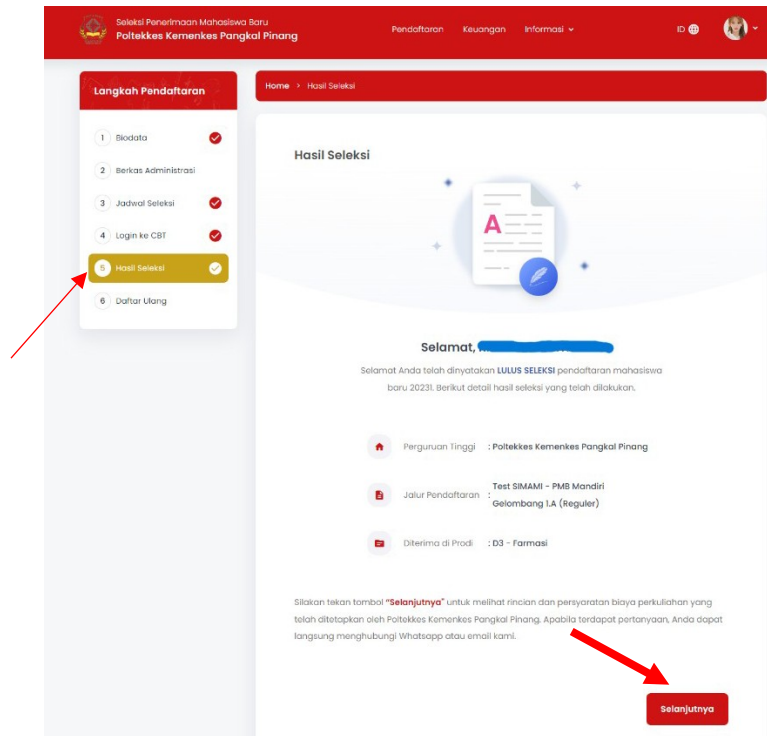 Seleksi Penerimaan Mahasiswa Baru
Poltekkes Kemenkes Pangkal Pinang
Pendaftaran Keuangan Informasi ID
Langkah Pendaftaran
1 Biodata
2 Berkas Administrasi
3 Jadwal Seleksi
4 Login ke CBT
5 Hasil Seleksi
6 Daftar Ulang
Home > Hasil Seleksi
Hasil Seleksi
A
Selamat,
Selamat Anda telah dinyatakan LULUS SELEKSI pendaftaran mahasiswa
baru 20231. Berikut detail hasil seleksi yang telah dilakukan.
Perguruan Tinggi : Poltekkes Kemenkes Pangkal Pinang
Jalur Pendaftaran : Test SIMAMI - PMB Mandiri
Gelombang 1.A (Reguler)
Diterima di Prodi : D3 - Farmasi
Silakan tekan tombol "Selanjutnya" untuk melihat rincian dan persyaratan biaya perkuliahan yang
telah ditetapkan oleh Poltekkes Kemenkes Pangkal Pinang. Apabila terdapat pertanyaan, Anda dapat
langsung menghubungi Whatsapp atau email kami.
Selanjutnya